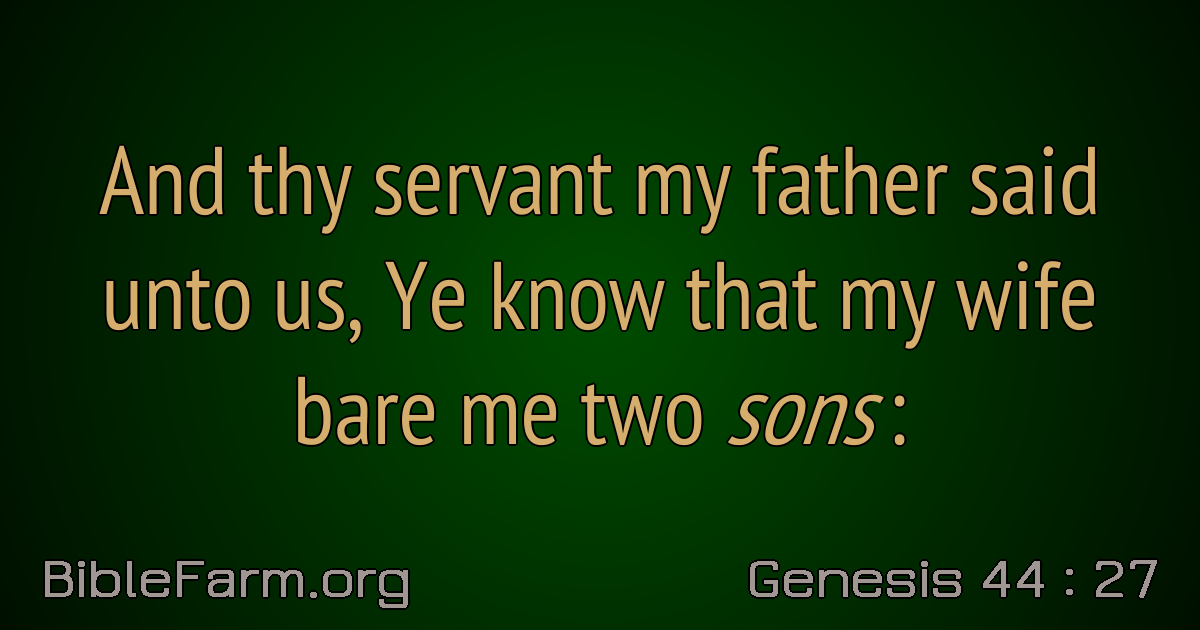 And thy servant my father said
unto us, Ye know that my wife
bare me two sons:
BibleFarm.org
Genesis 44 : 27